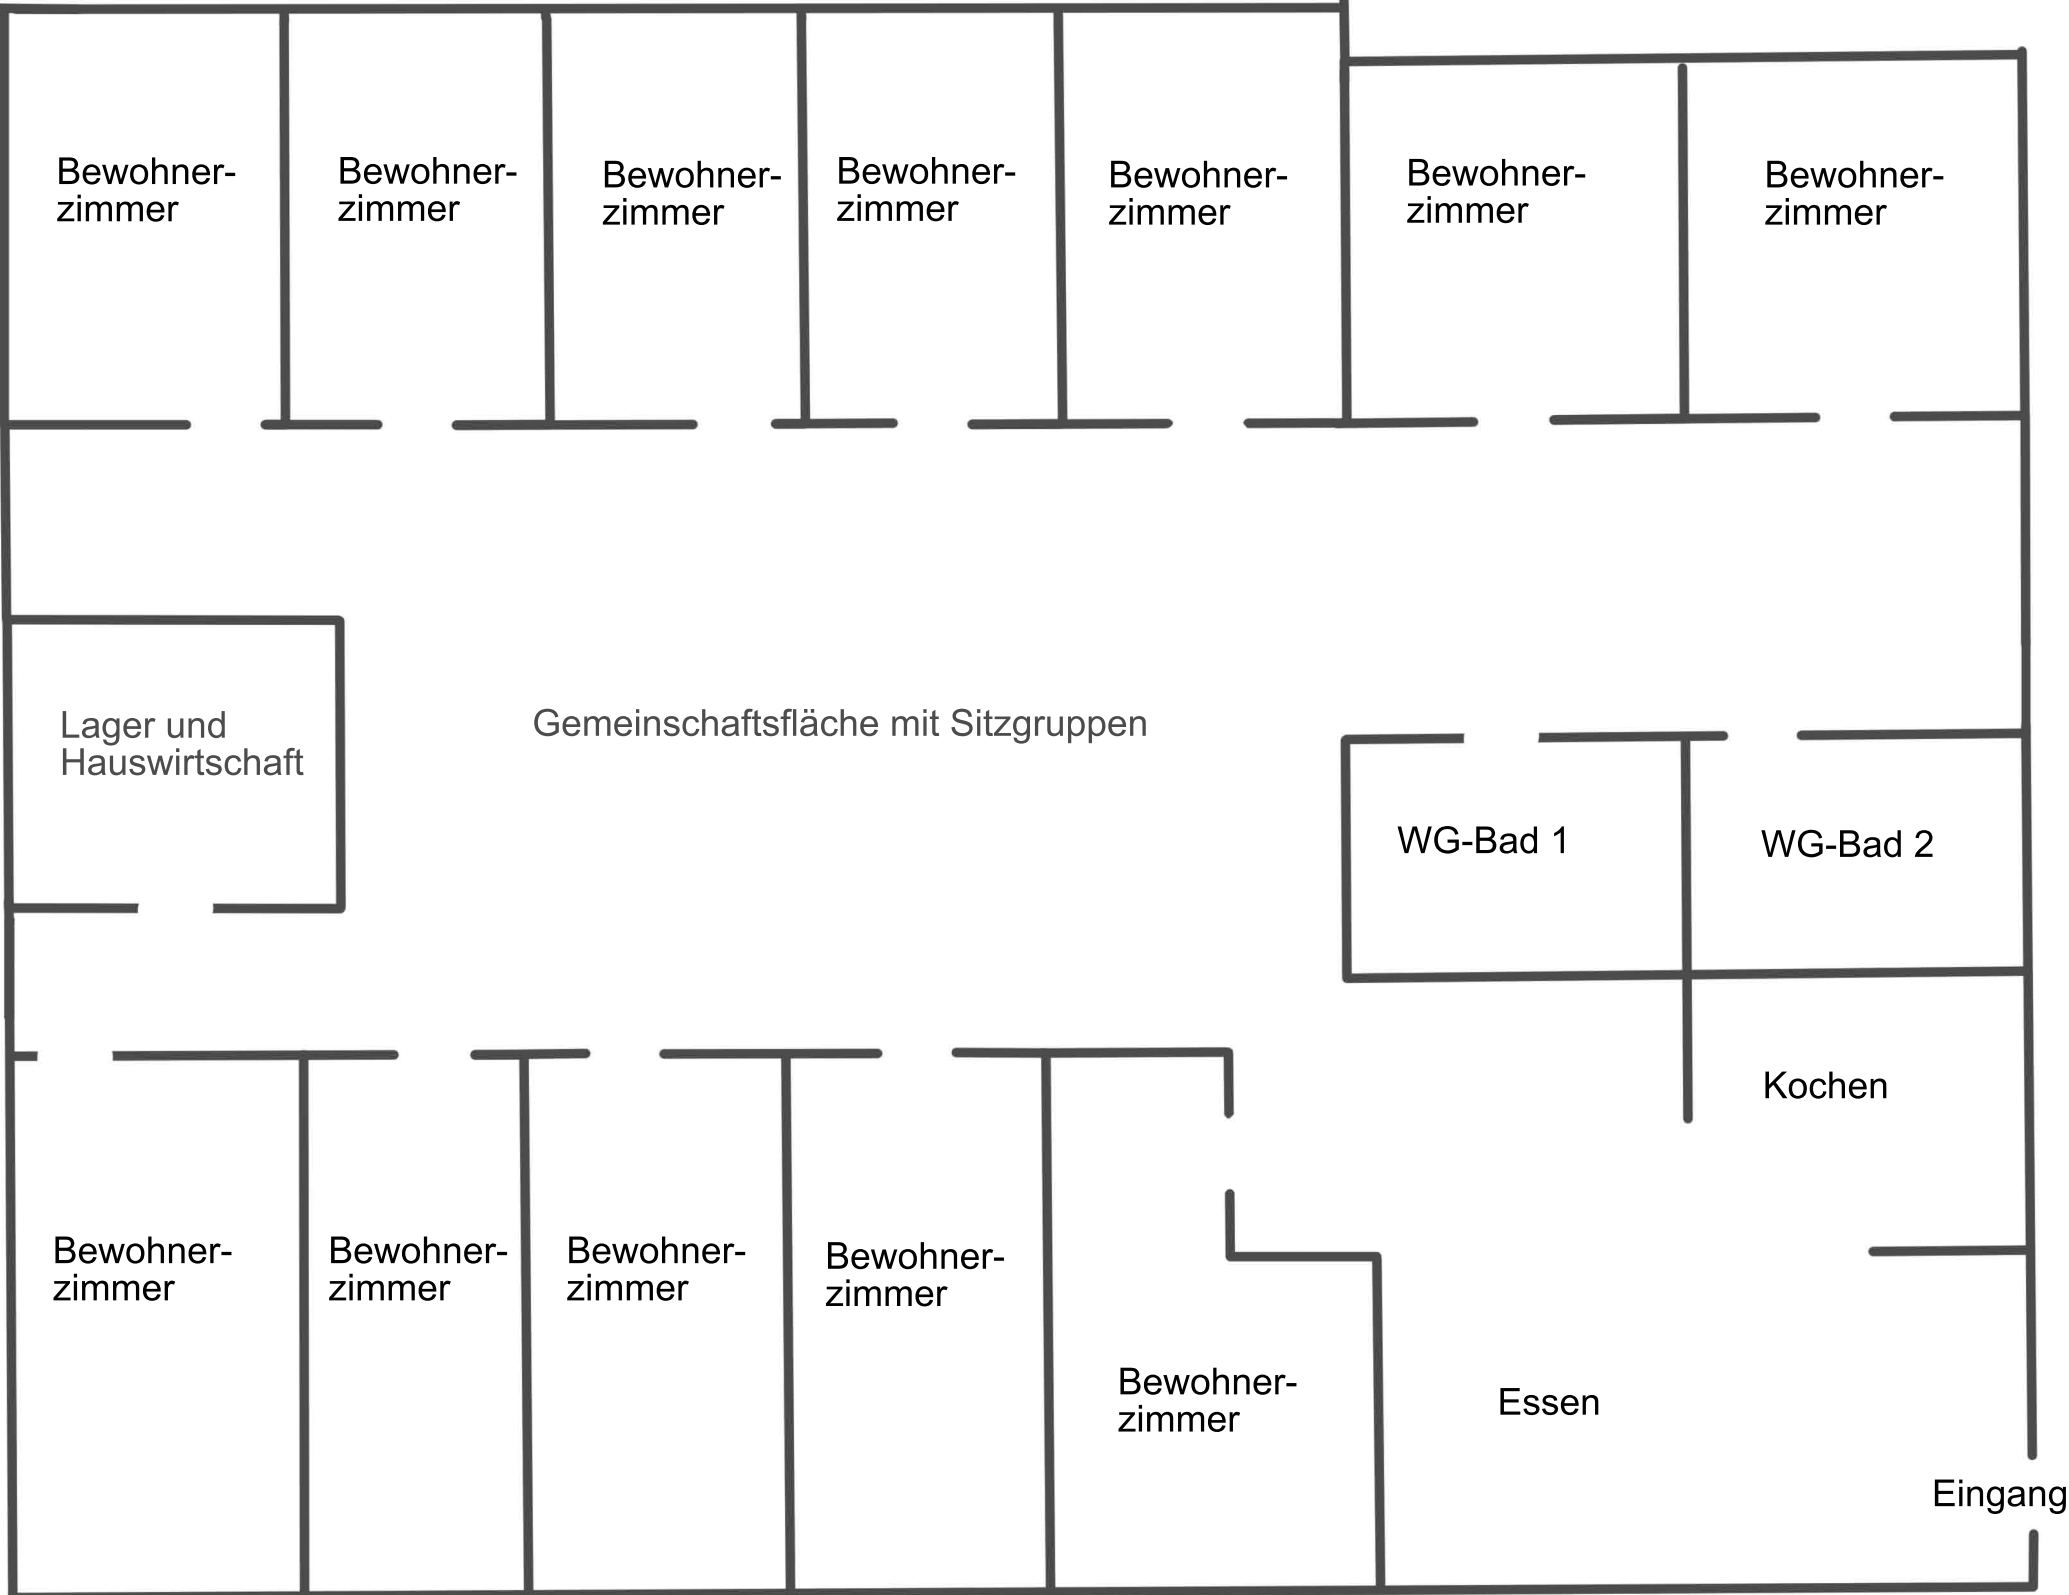 Bewohner-
zimmer
Bewohner-
zimmer
Bewohner-
zimmer
Bewohner-
zimmer
Bewohner-
zimmer
Bewohner-
zimmer
Bewohner-
zimmer
Lager und
Hauswirtschaft
Gemeinschaftsfläche mit Sitzgruppen
WG-Bad 1
WG-Bad 2
Kochen
Bewohner-
zimmer
Bewohner-
zimmer
Bewohner-
zimmer
Bewohner-
zimmer
Bewohner-
zimmer
Essen
Eingang